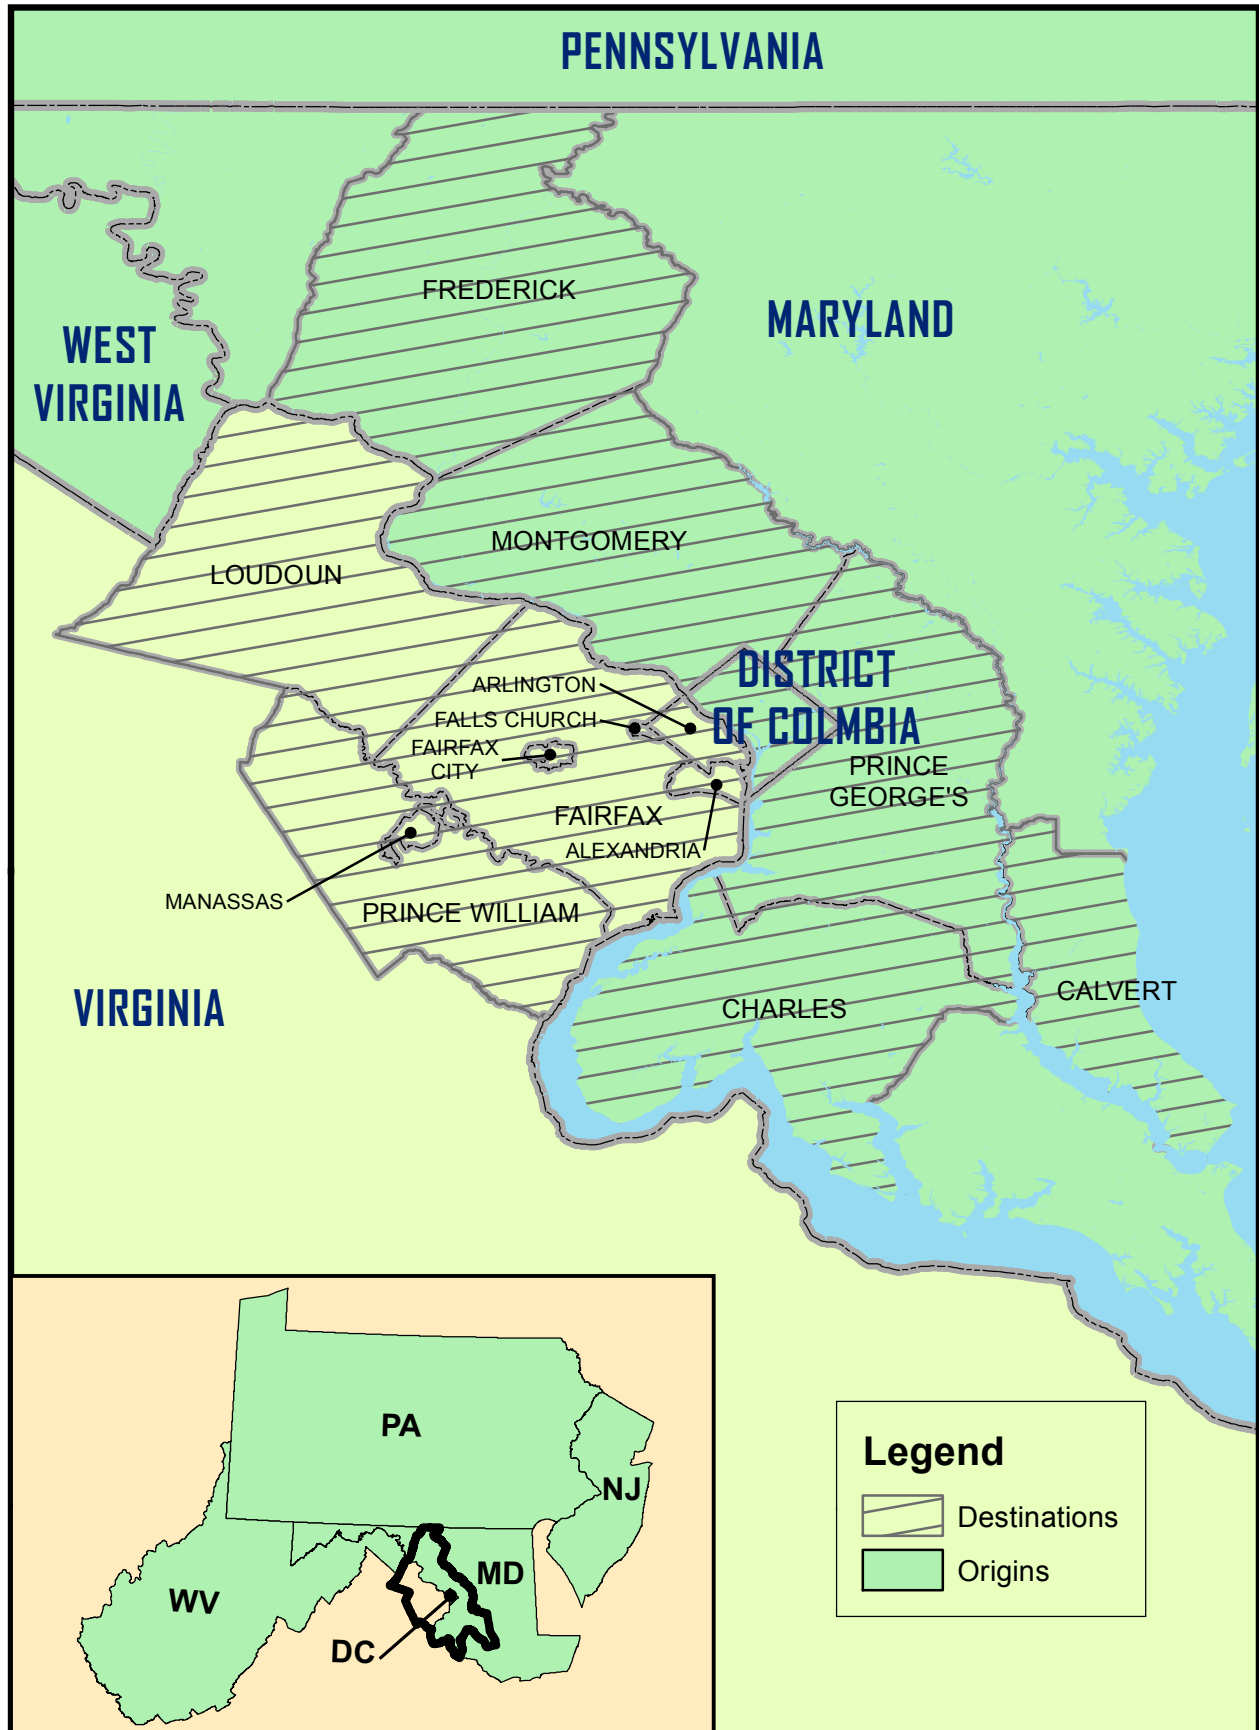 PENNSYLVANIA
FREDERICK
MARYLAND
WEST
VIRGINIA
MONTGOMERY
LOUDOUN
DISTRICT
OF COLMBIA
ARLINGTON
FALLS CHURCH
FAIRFAX
CITY
PRINCE
GEORGE'S
FAIRFAX
ALEXANDRIA
MANASSAS
PRINCE WILLIAM
VIRGINIA
CHARLES
CALVERT
PA
NJ
MD
WV
DC
Legend
Destinations
Origins